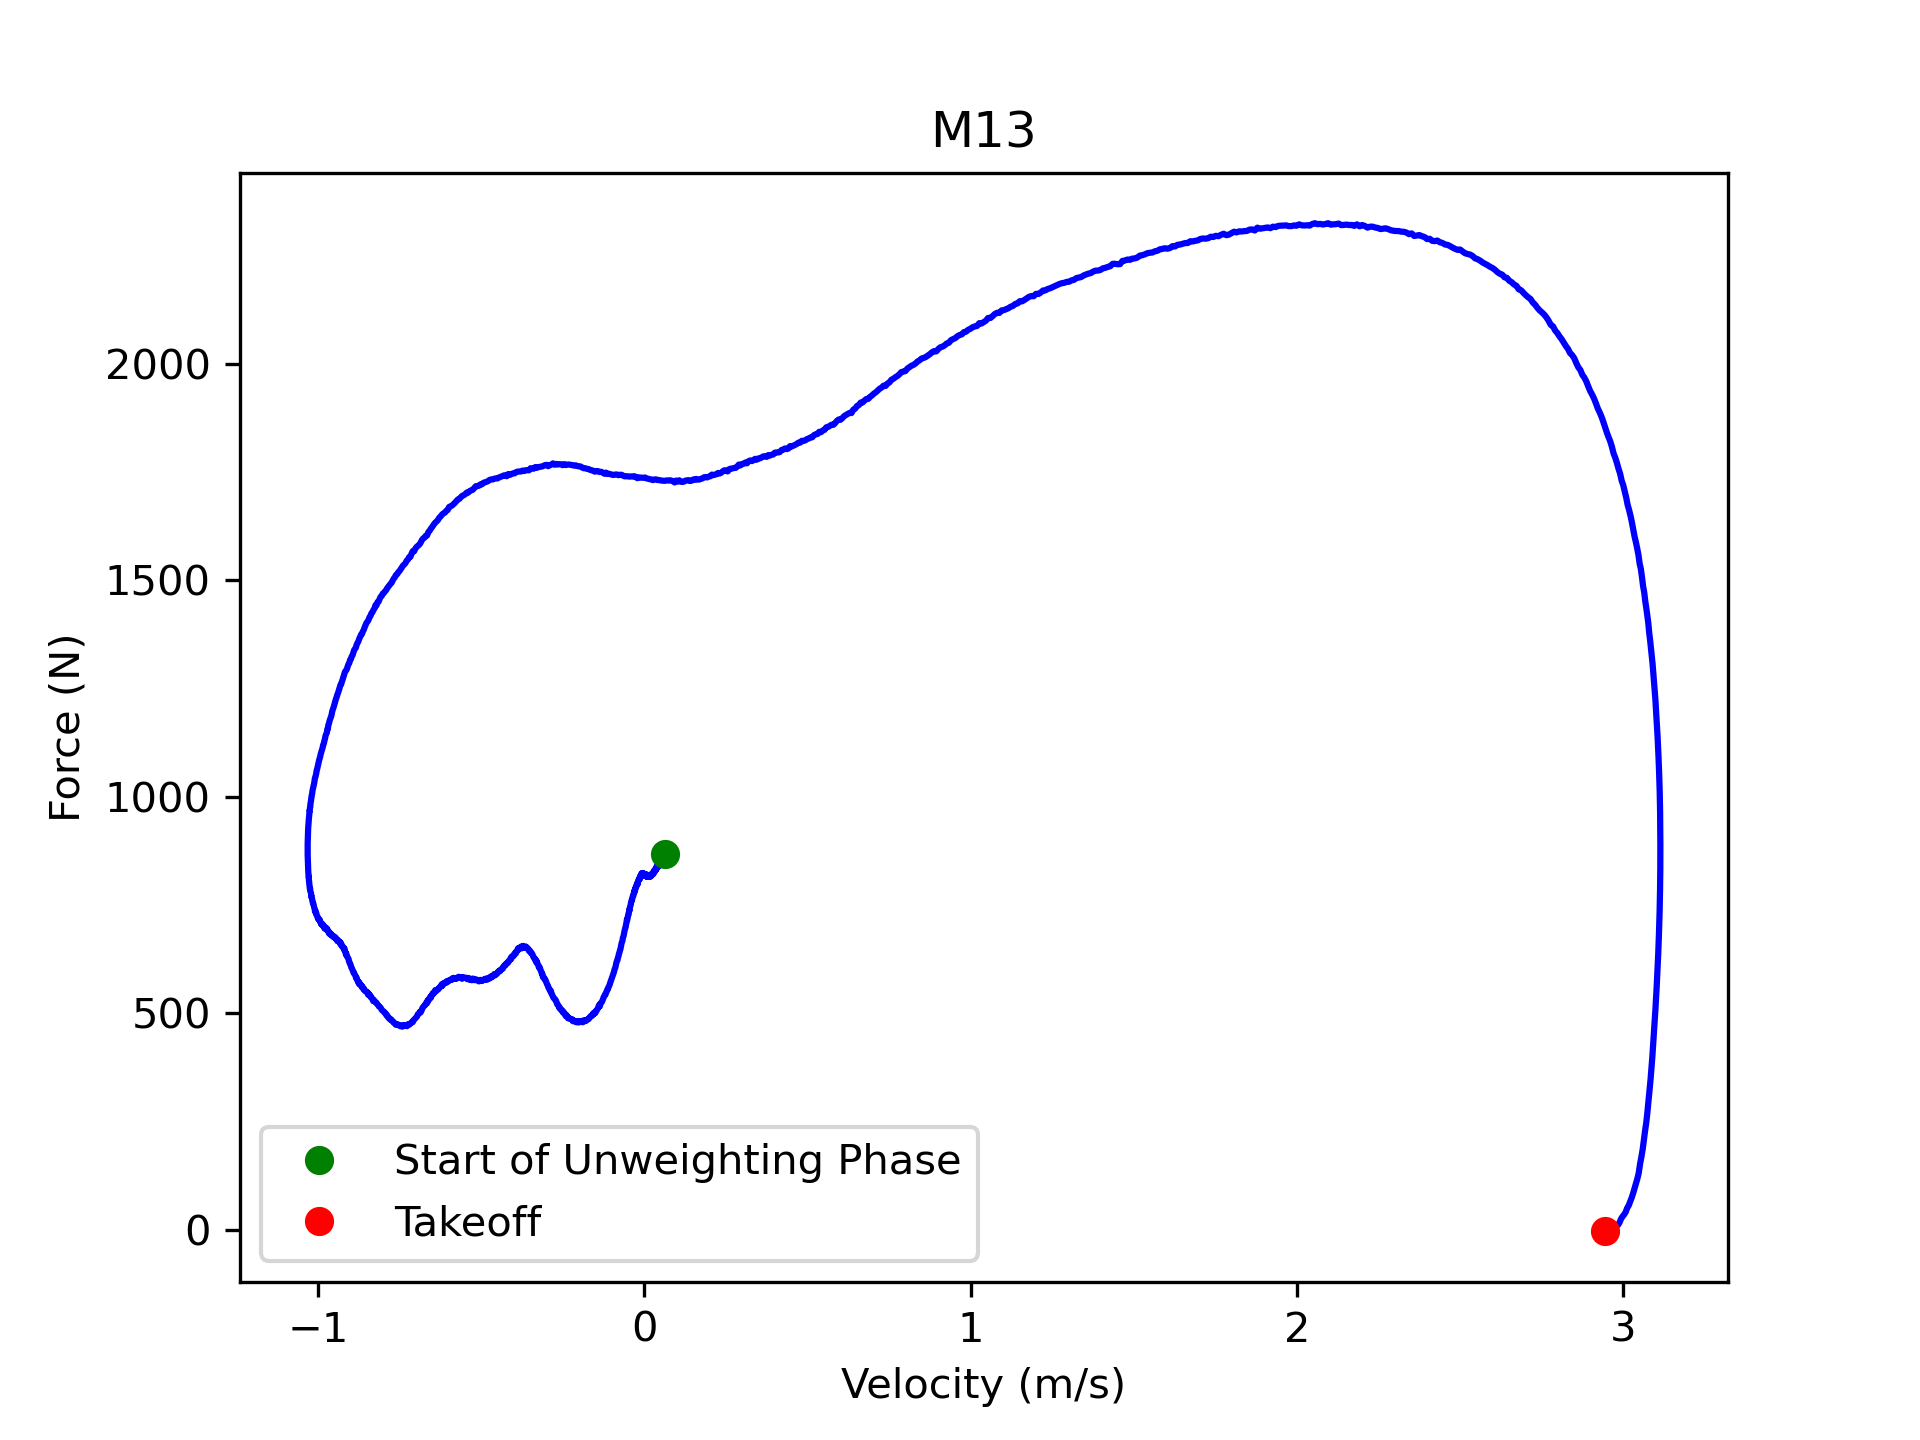 M13
2000
1500
1000
500
0
Force (N)
Start of Unweighting Phase
Takeoff
−1 0 1 2 3
Velocity (m/s)